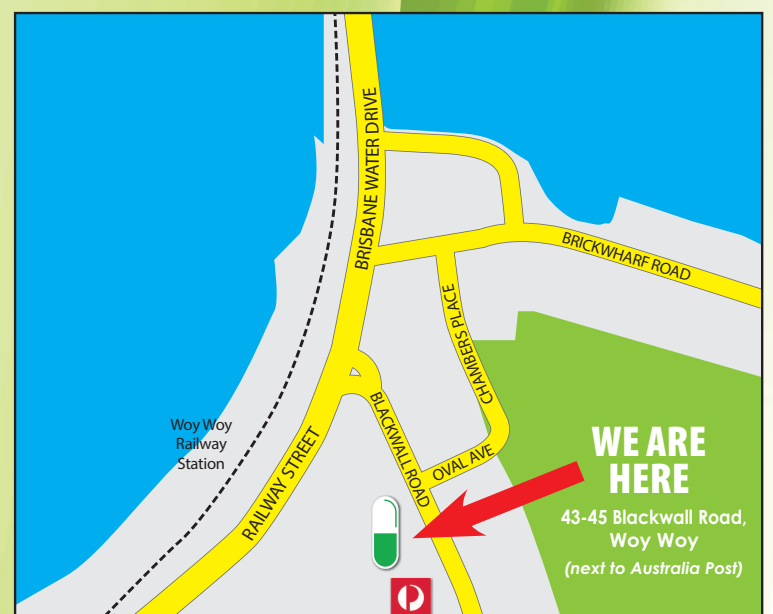 BRISBANE WATER DRIVE
BRICKWHARF ROAD
CHAMBERS PLACE
Woy Woy
Railway
Station
RAILWAY STREET
BLACKWALL ROAD
OVAL AVE
WE ARE
HERE
43-45 Blackwall Road,
Woy Woy
(next to Australia Post)